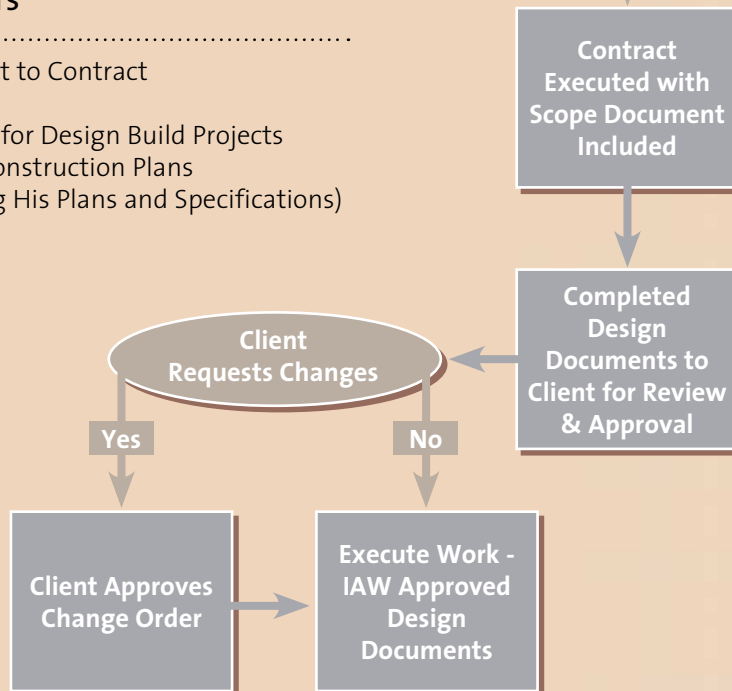 t to Contract
for Design Build Projects
onstruction Plans
g His Plans and Specifications)
Contract
Executed with
Scope Document
Included
Completed
Design
Documents to
Client for Review
& Approval
Client
Requests Changes
Yes
No
Client Approves
Change Order
Execute Work -
IAW Approved
Design
Documents